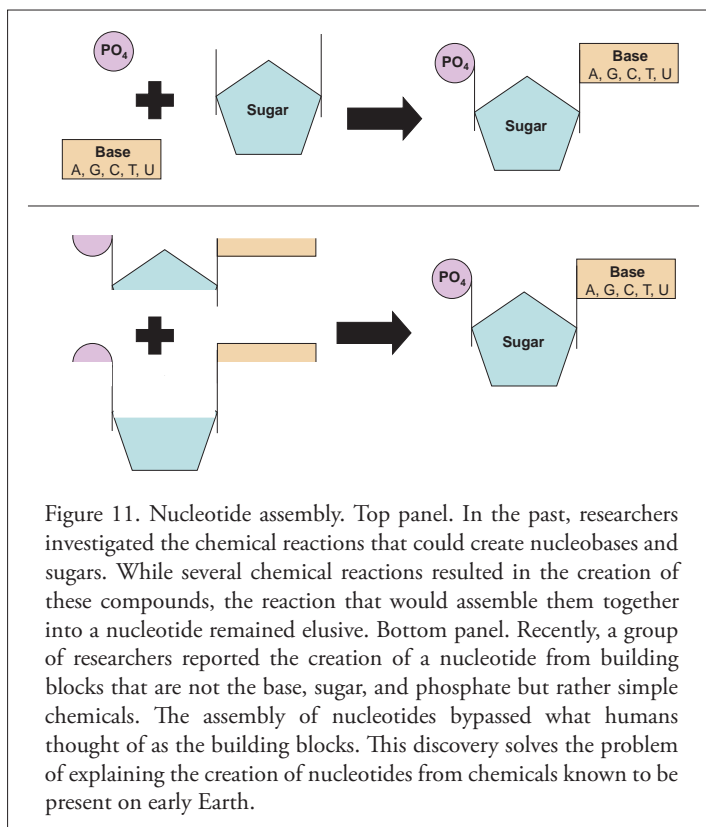 PO4
Base
A, G, C, T, U
Sugar
PO4
Base
A, G, C, T, U
Sugar
PO4
Base
A, G, C, T, U
Sugar
Figure 11. Nucleotide assembly. Top panel. In the past, researchers
investigated the chemical reactions that could create nucleobases and
sugars. While several chemical reactions resulted in the creation of
these compounds, the reaction that would assemble them together
into a nucleotide remained elusive. Bottom panel. Recently, a group
of researchers reported the creation of a nucleotide from building
blocks that are not the base, sugar, and phosphate but rather simple
chemicals. The assembly of nucleotides bypassed what humans
thought of as the building blocks. This discovery solves the problem
of explaining the creation of nucleotides from chemicals known to be
present on early Earth.